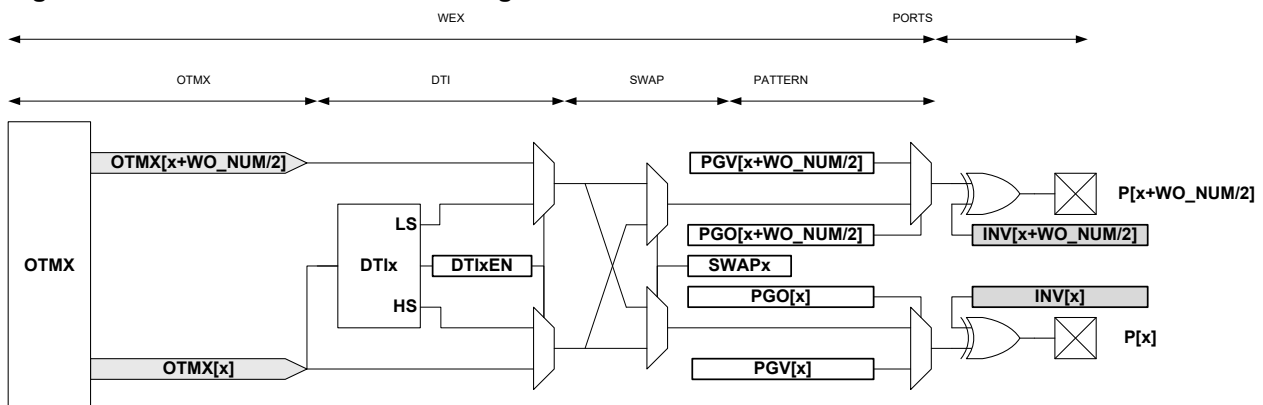 WEX PORTS
OTMX DTI SWAP PATTERN
OTMX[x+WO_NUM/2] PGV[x+WO_NUM/2]
P[x+WO_NUM/2]
LS PGO[x+WO_NUM/2] INV[x+WO_NUM/2]
OTMX DTIx DTIxEN SWAPx
HS PGO[x] INV[x]
P[x]
OTMX[x] PGV[x]